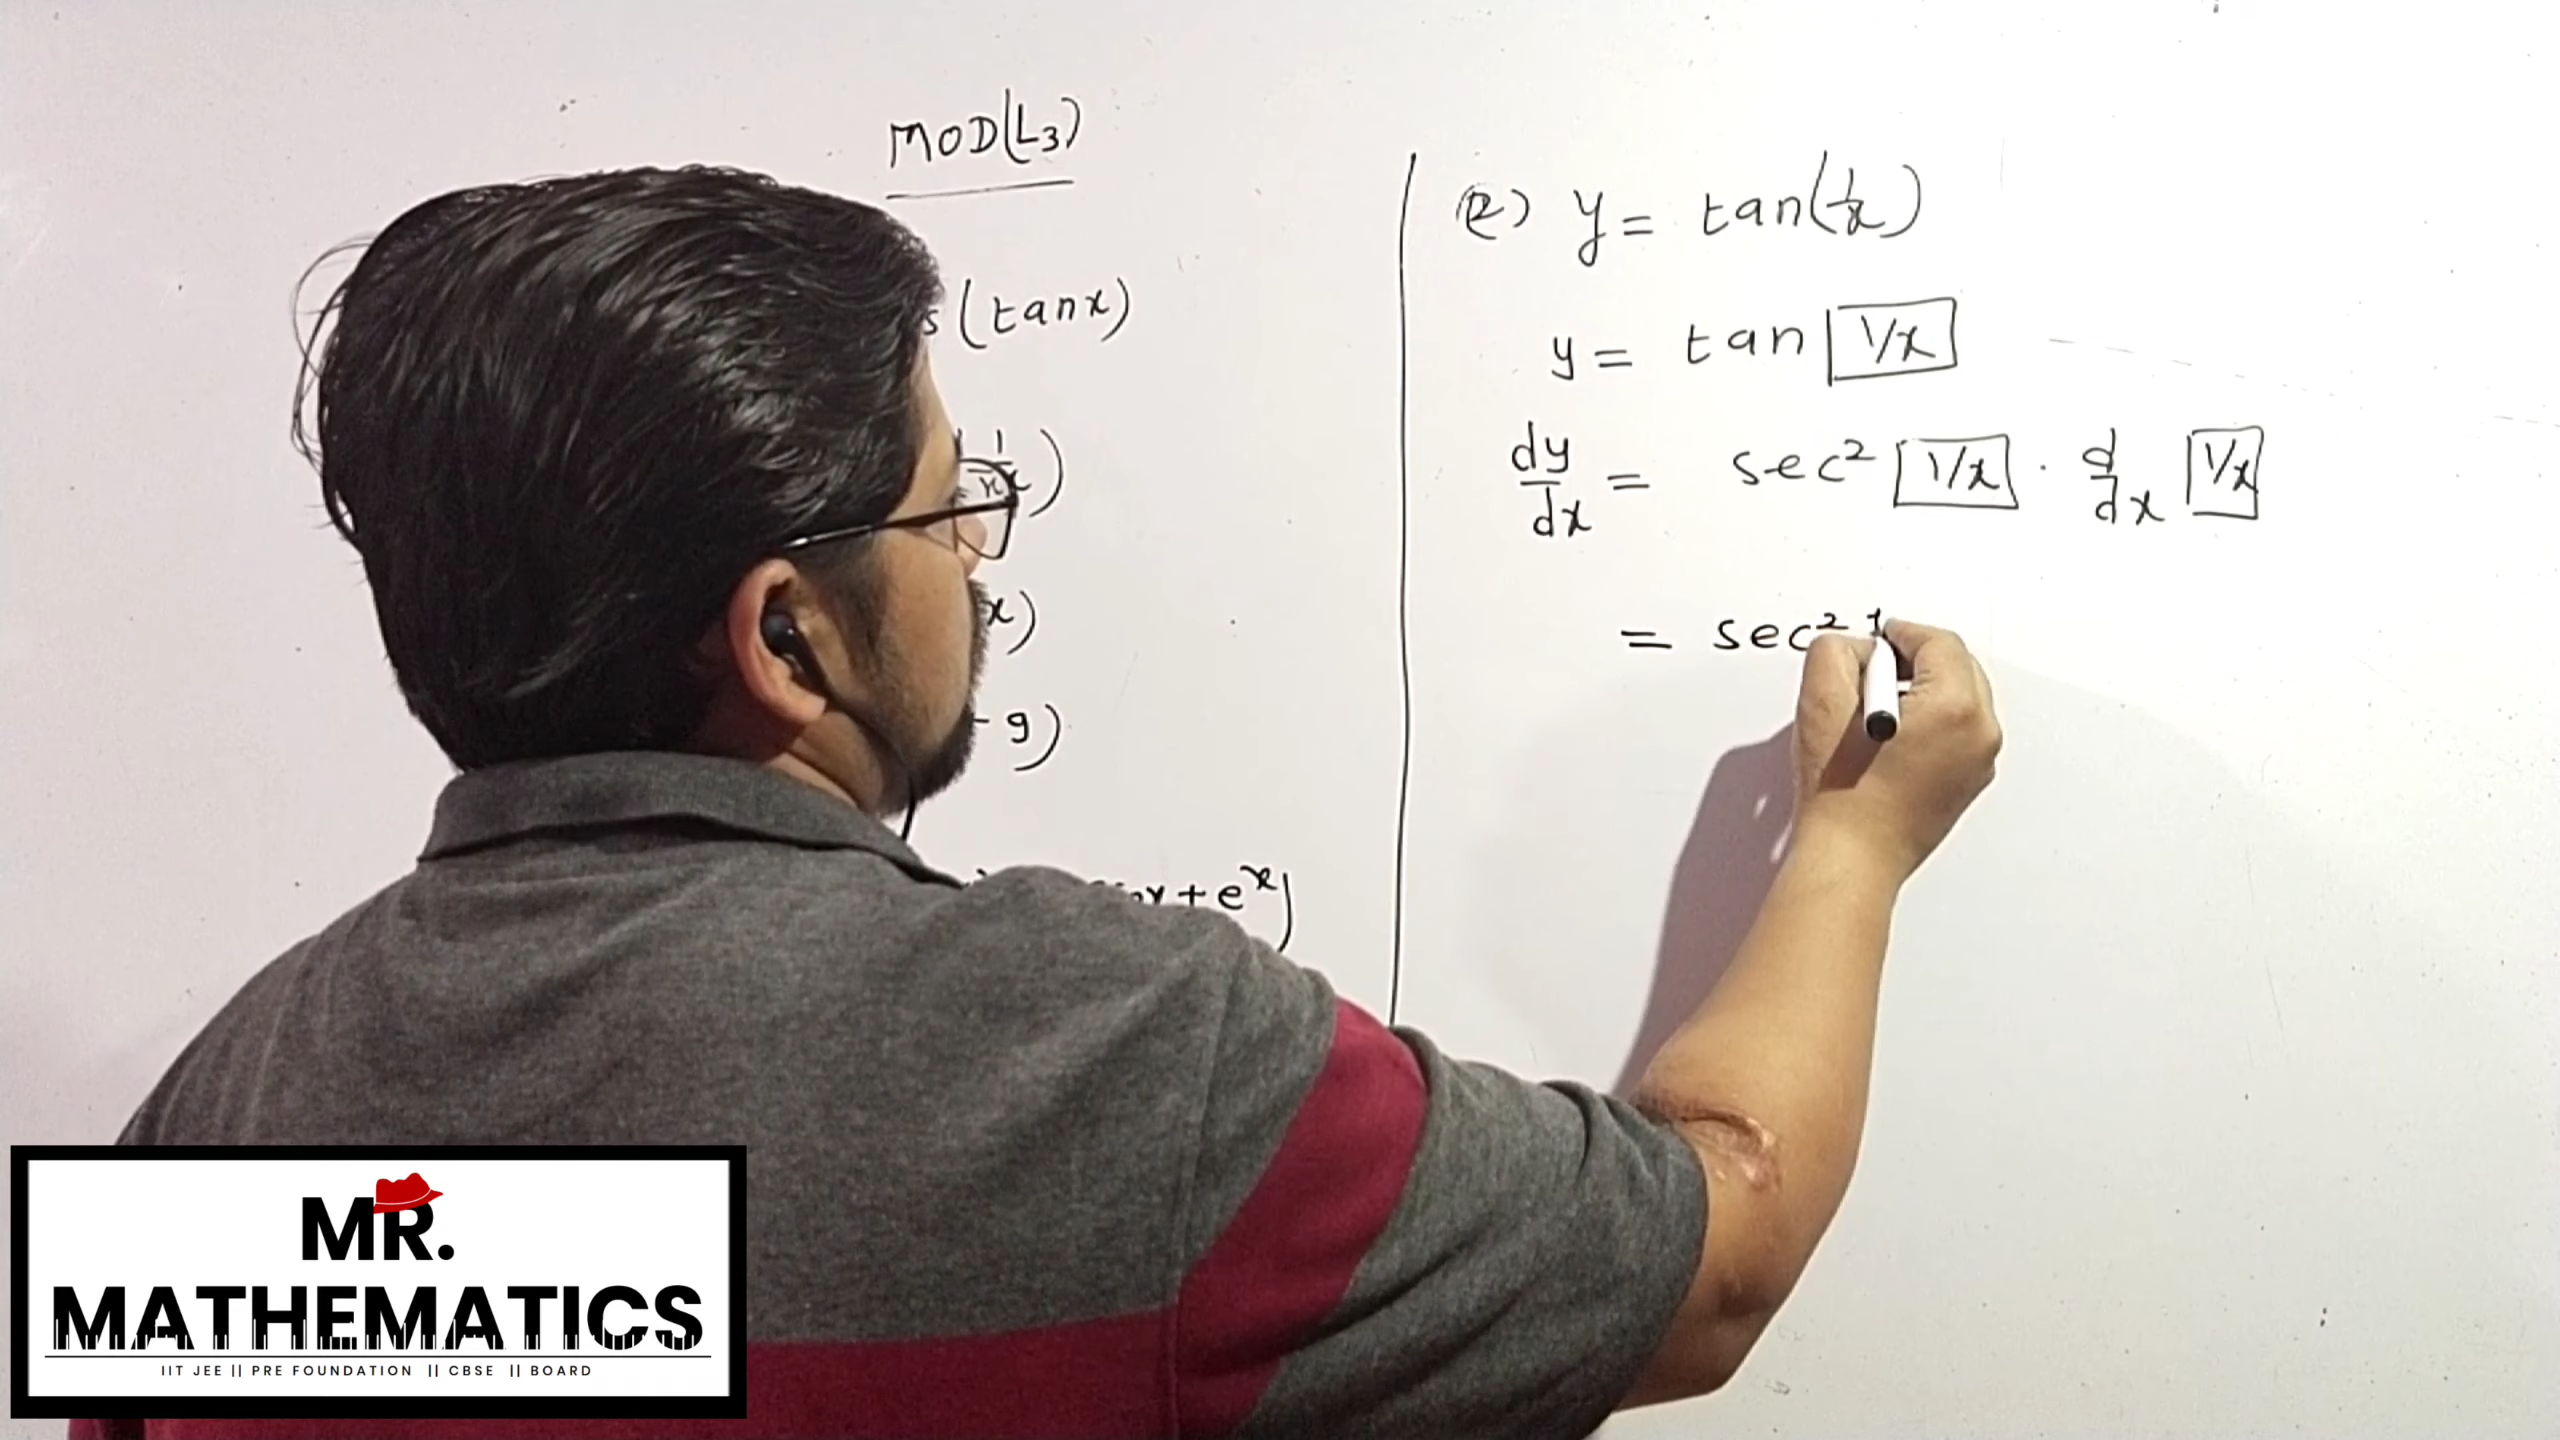 MOD(L3)
s (tanx)
x)
- 9)
+ e^x)
(2) y = tan(1/x)
y = tan 1/x
dy/dx = sec² 1/x . d/dx 1/x
= sec²
MR.
MATHEMATICS
IIT JEE || PRE FOUNDATION || CBSE || BOARD